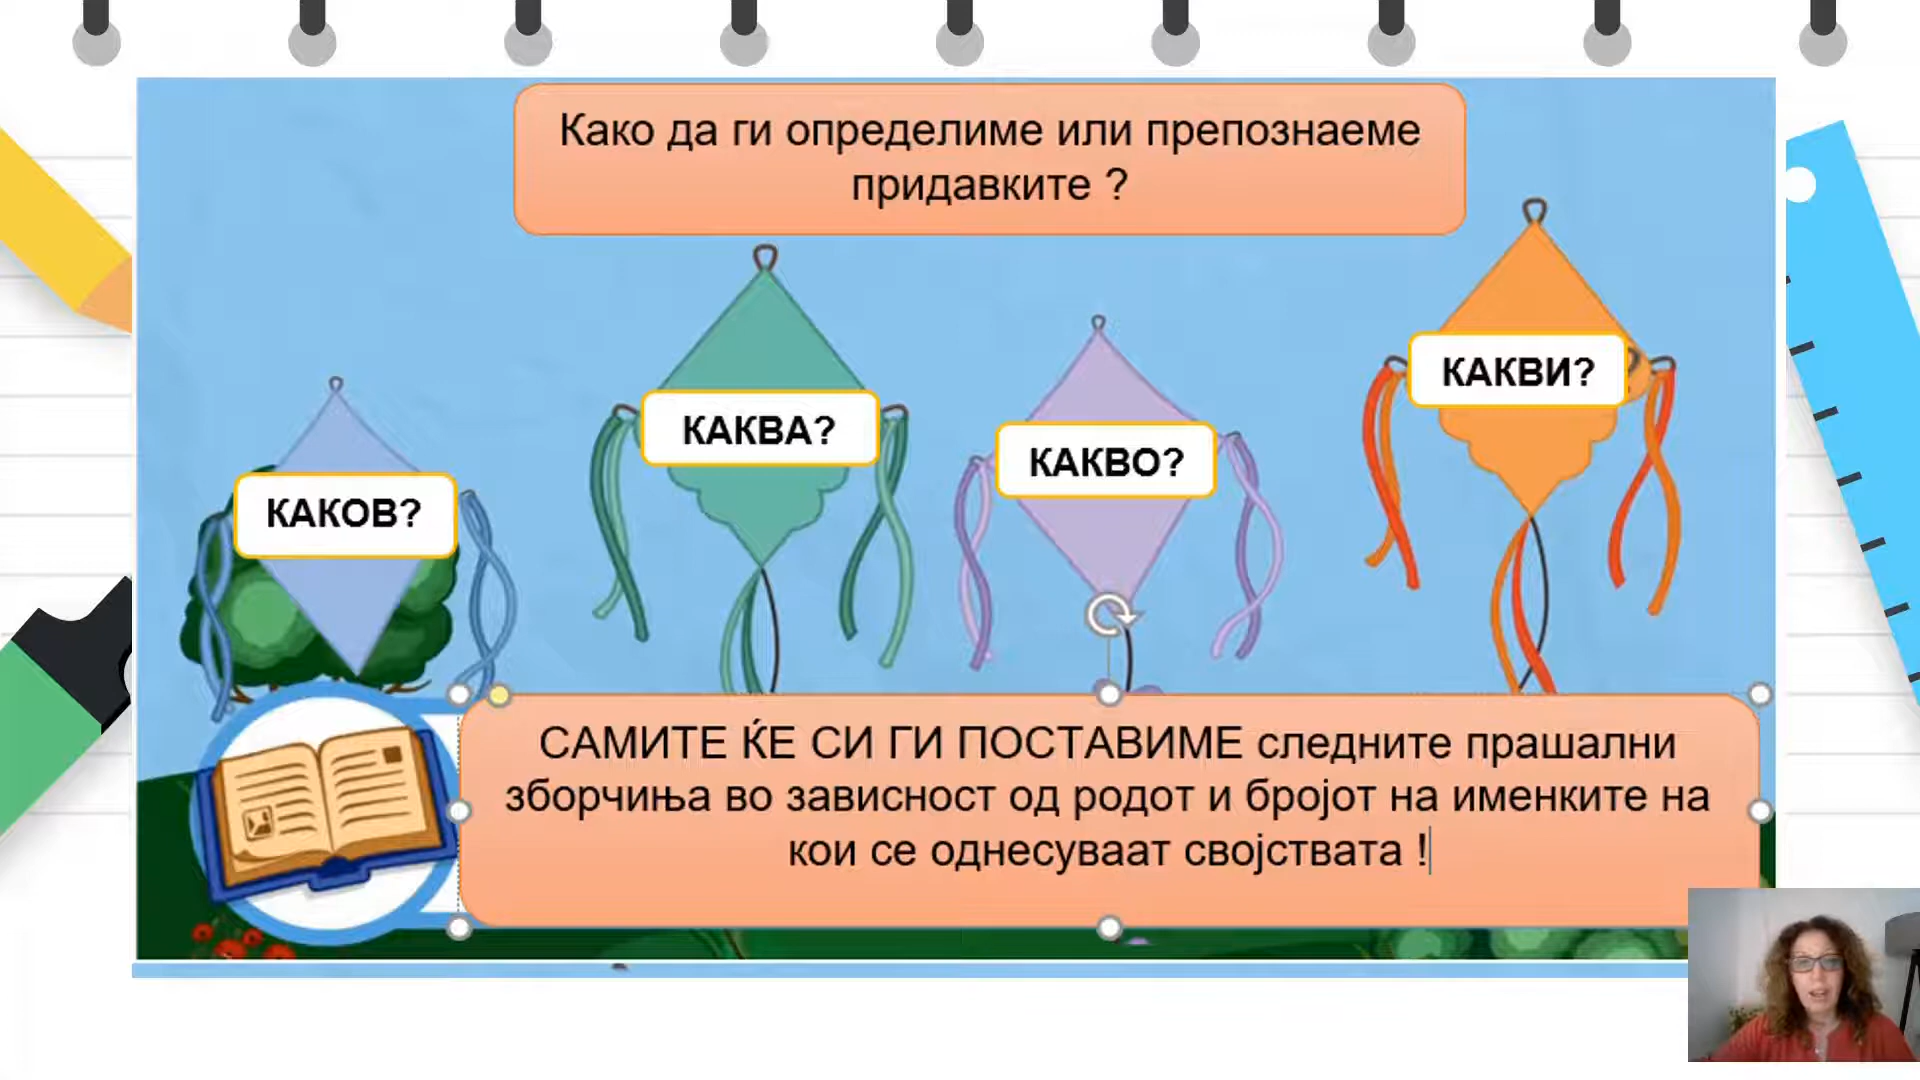 Како да ги определиме или препознаеме
придавките ?
КАКОВ?
КАКВА?
КАКВО?
КАКВИ?
САМИТЕ ЌЕ СИ ГИ ПОСТАВИМЕ следните прашални
зборчиња во зависност од родот и бројот на именките на
кои се однесуваат својствата !